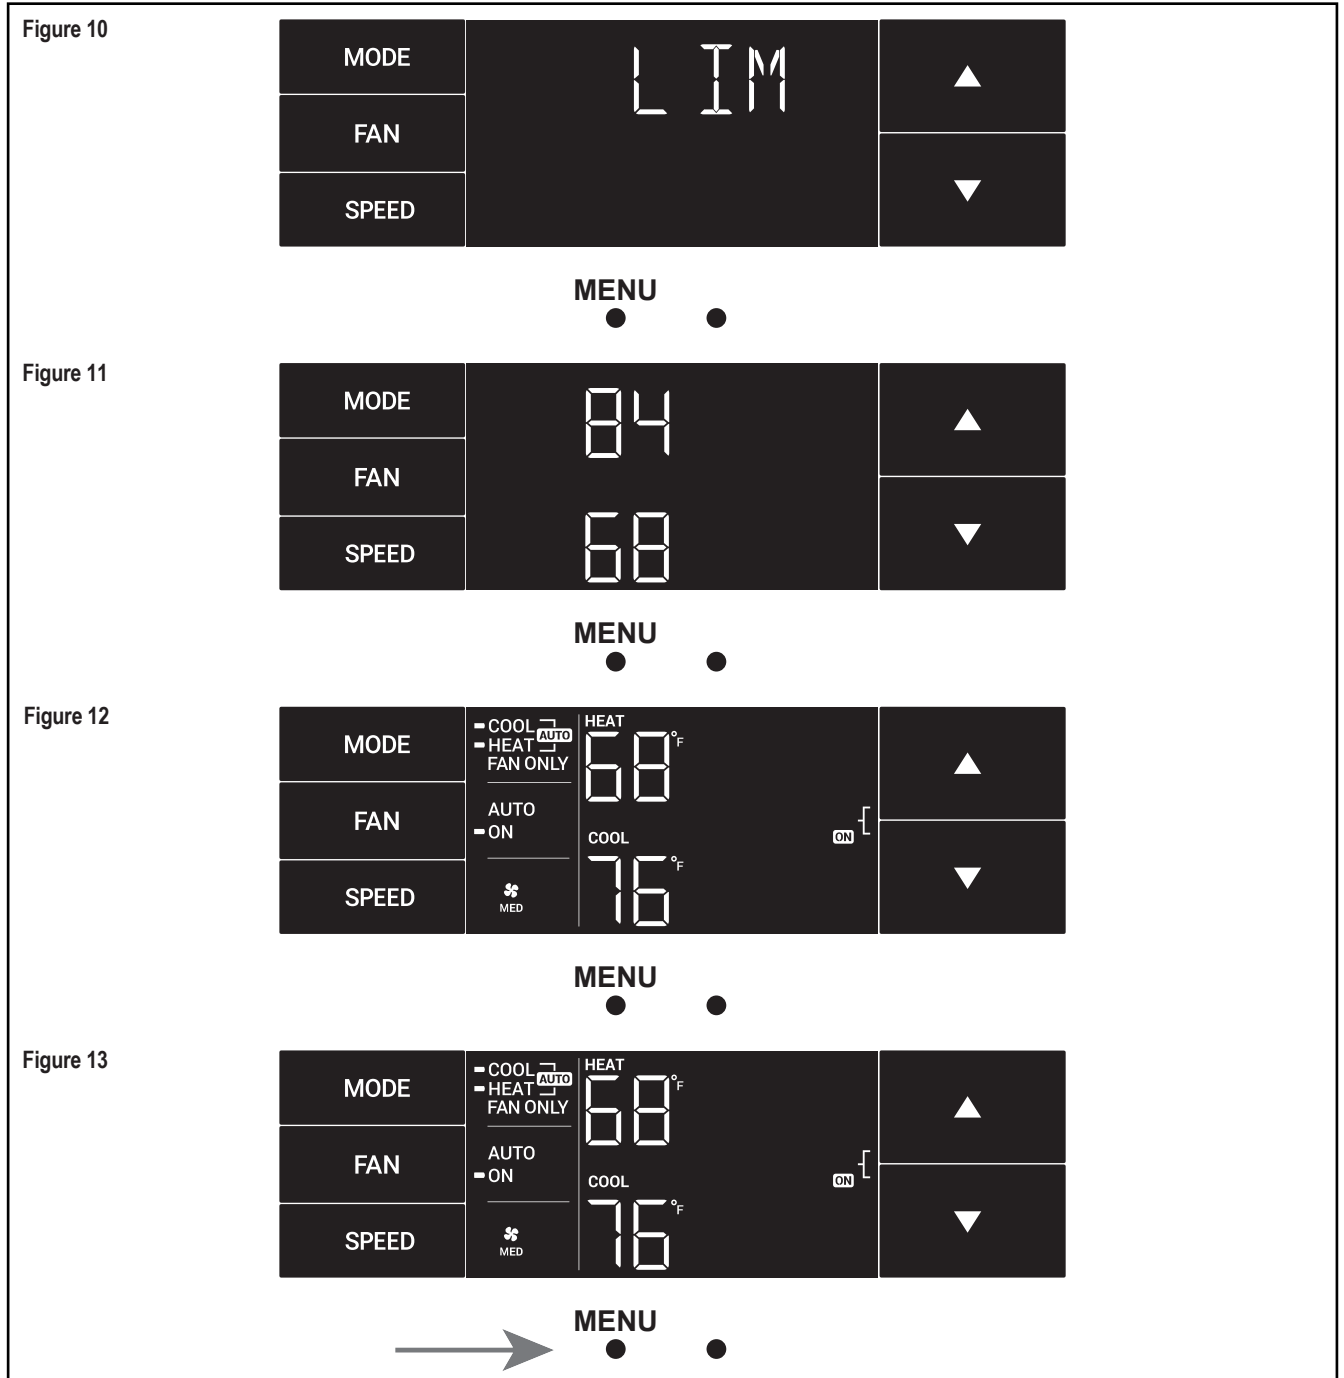 Figure 10
MODE
FAN
SPEED
LIM
▲
▼
MENU
Figure 11
MODE
FAN
SPEED
84
68
▲
▼
MENU
Figure 12
MODE
FAN
SPEED
COOL
HEAT
AUTO
FAN ONLY
AUTO
ON
MED
HEAT
68°F
COOL
76°F
ON
▲
▼
MENU
Figure 13
MODE
FAN
SPEED
COOL
HEAT
AUTO
FAN ONLY
AUTO
ON
MED
HEAT
68°F
COOL
76°F
ON
▲
▼
MENU